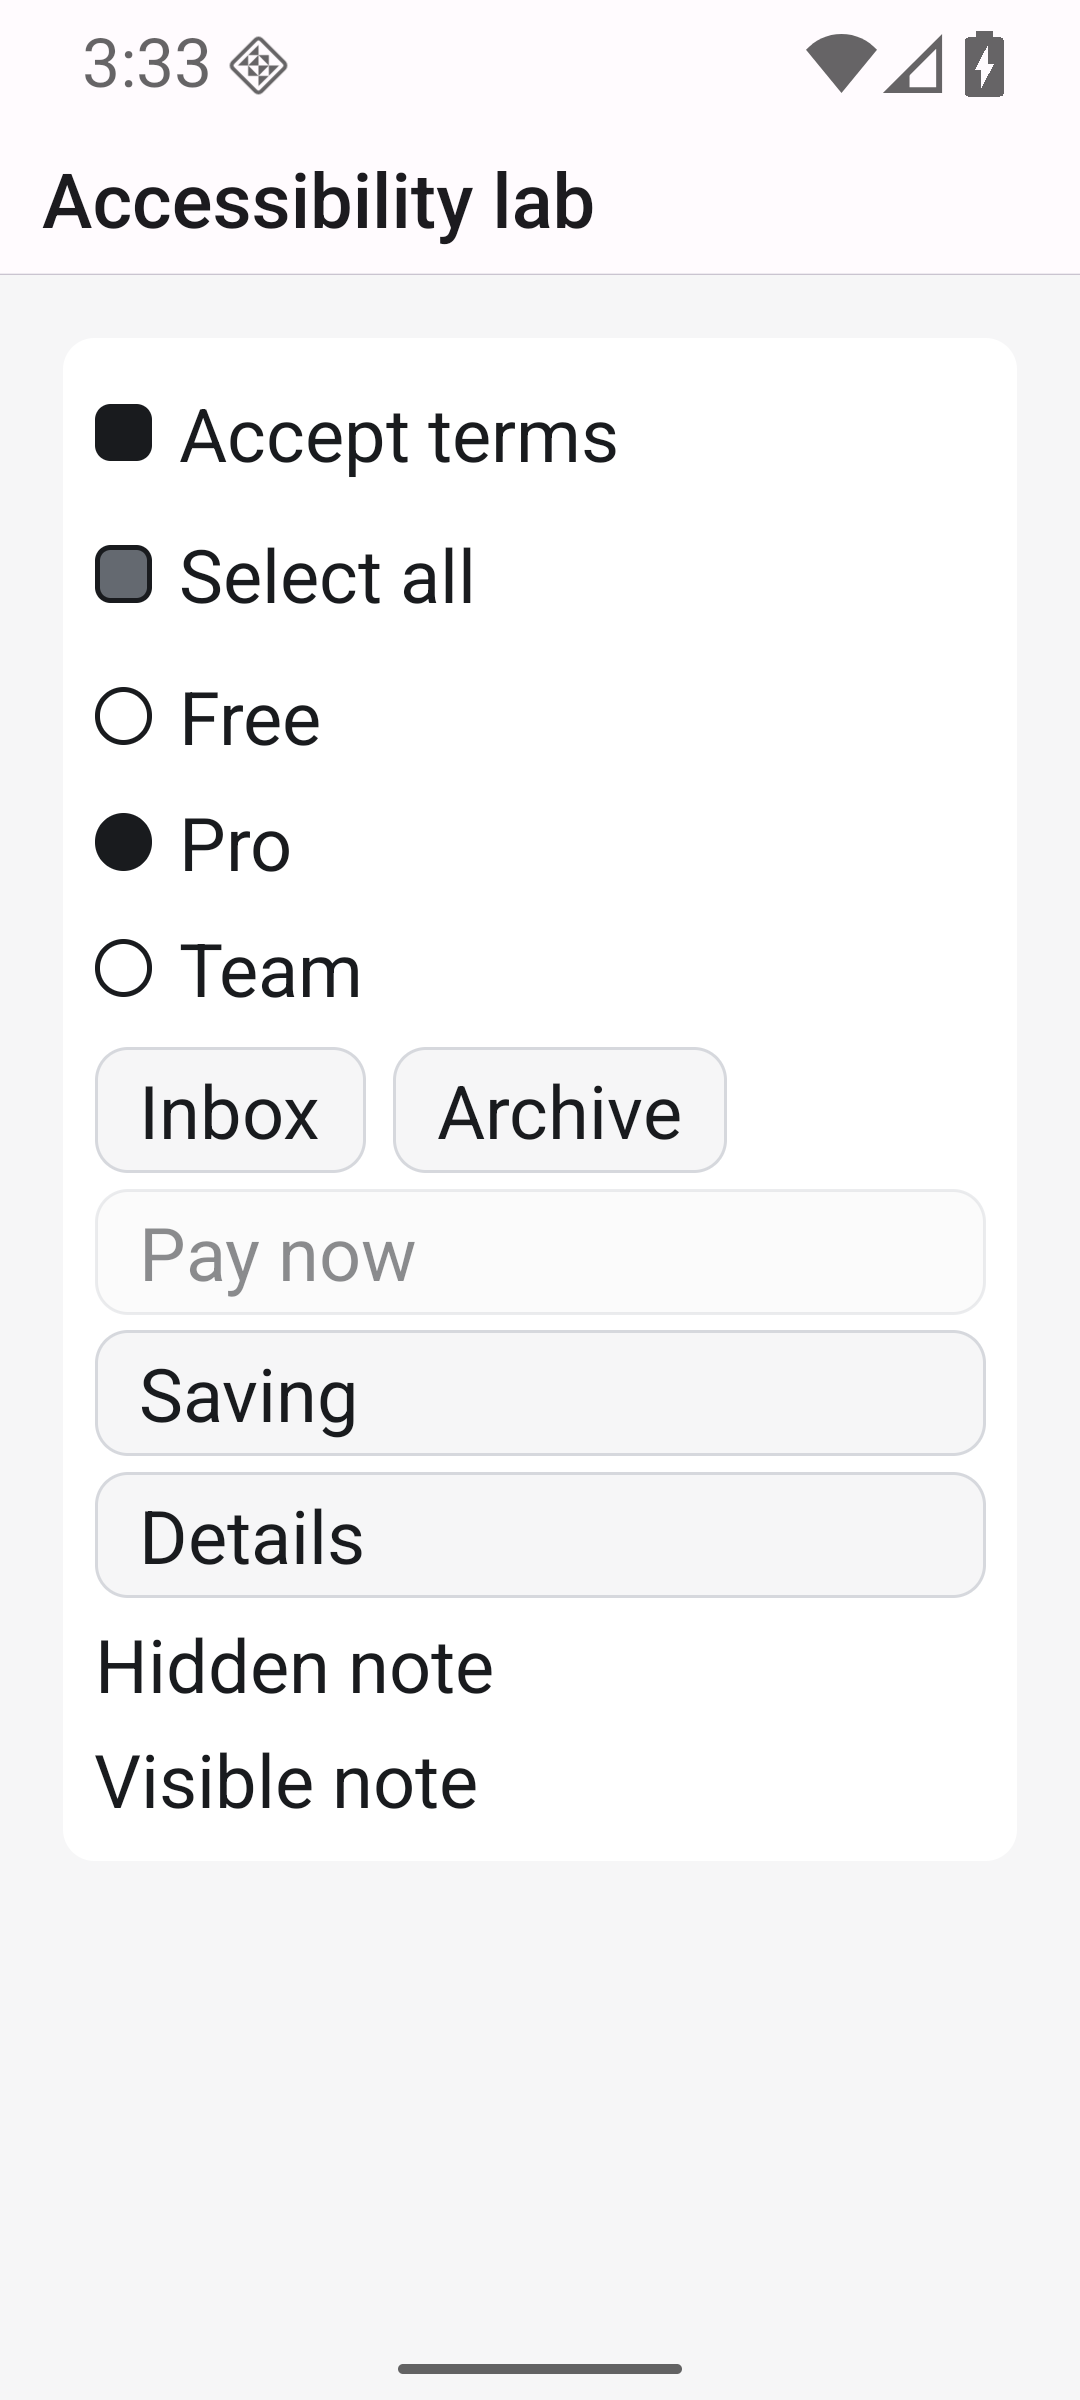 3:33
Accessibility lab
Accept terms
Select all
Free
Pro
Team
Inbox Archive
Pay now
Saving
Details
Hidden note
Visible note